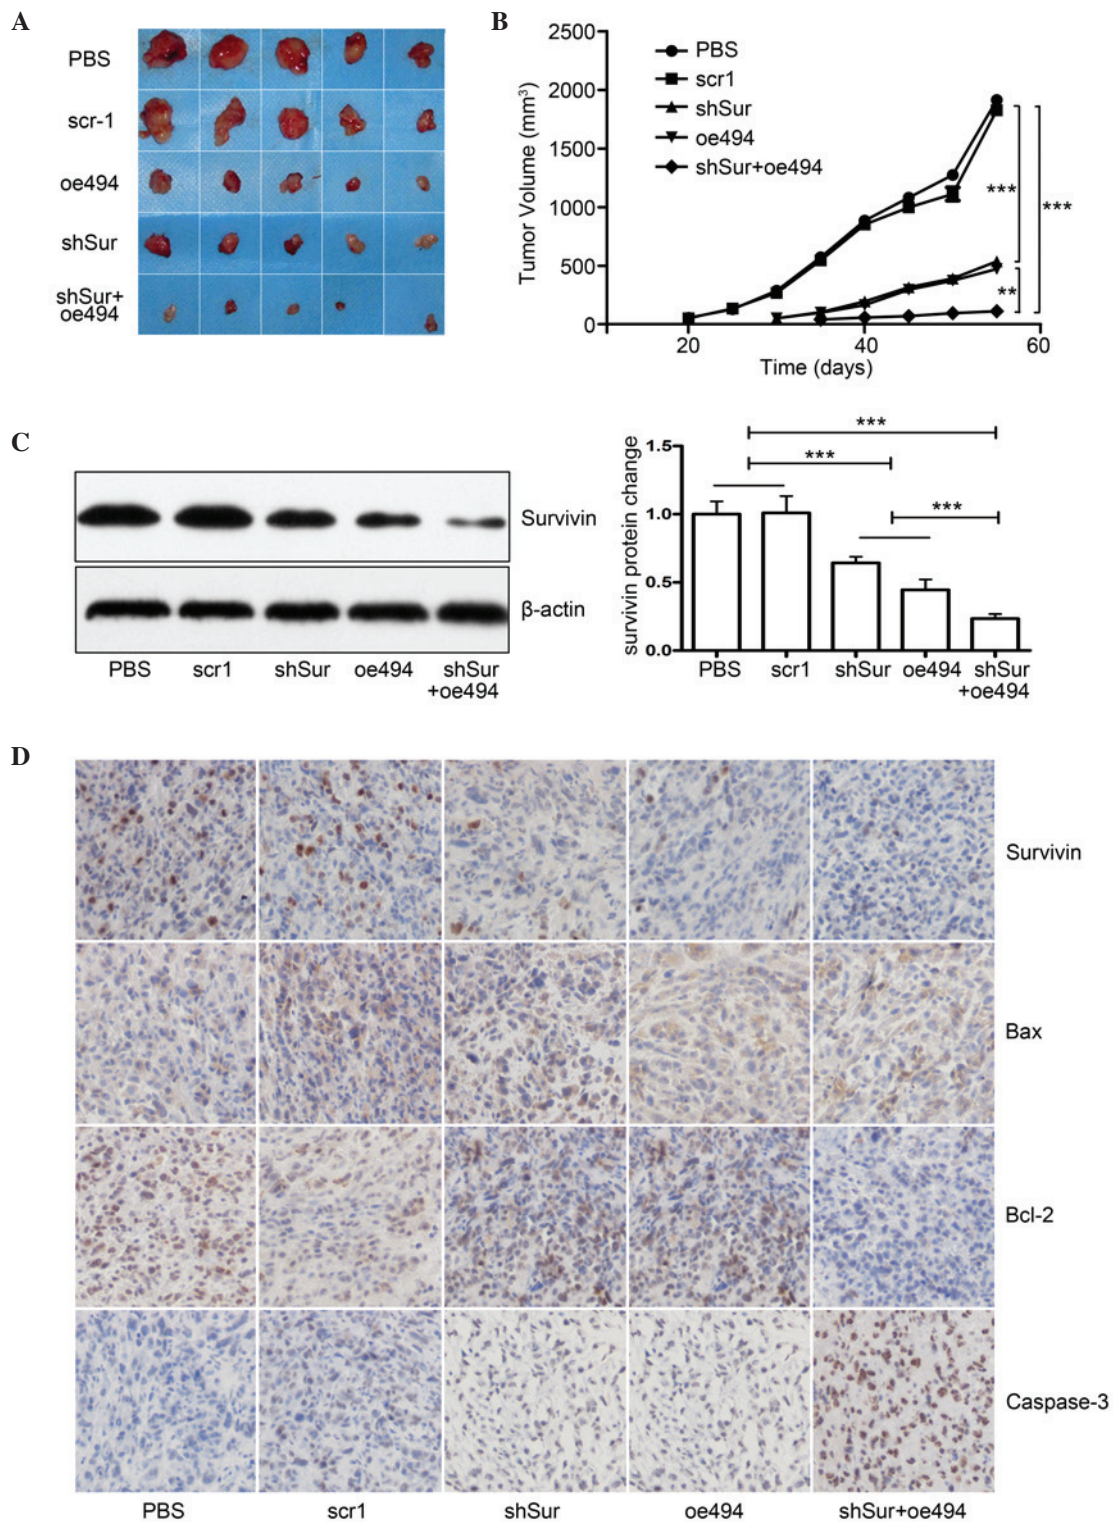 A
PBS
scr-1
oe494
shSur
shSur+
oe494
B
2500
2000
1500
1000
500
0
Tumor Volume (mm³)
PBS
scr1
shSur
oe494
shSur+oe494
***
***
**
20
40
60
Time (days)
C
Survivin
β-actin
PBS
scr1
shSur
oe494
shSur
+oe494
survivin protein change
1.5
1.0
0.5
0.0
***
***
***
PBS
scr1
shSur
oe494
shSur
+oe494
D
Survivin
Bax
Bcl-2
Caspase-3
PBS
scr1
shSur
oe494
shSur+oe494